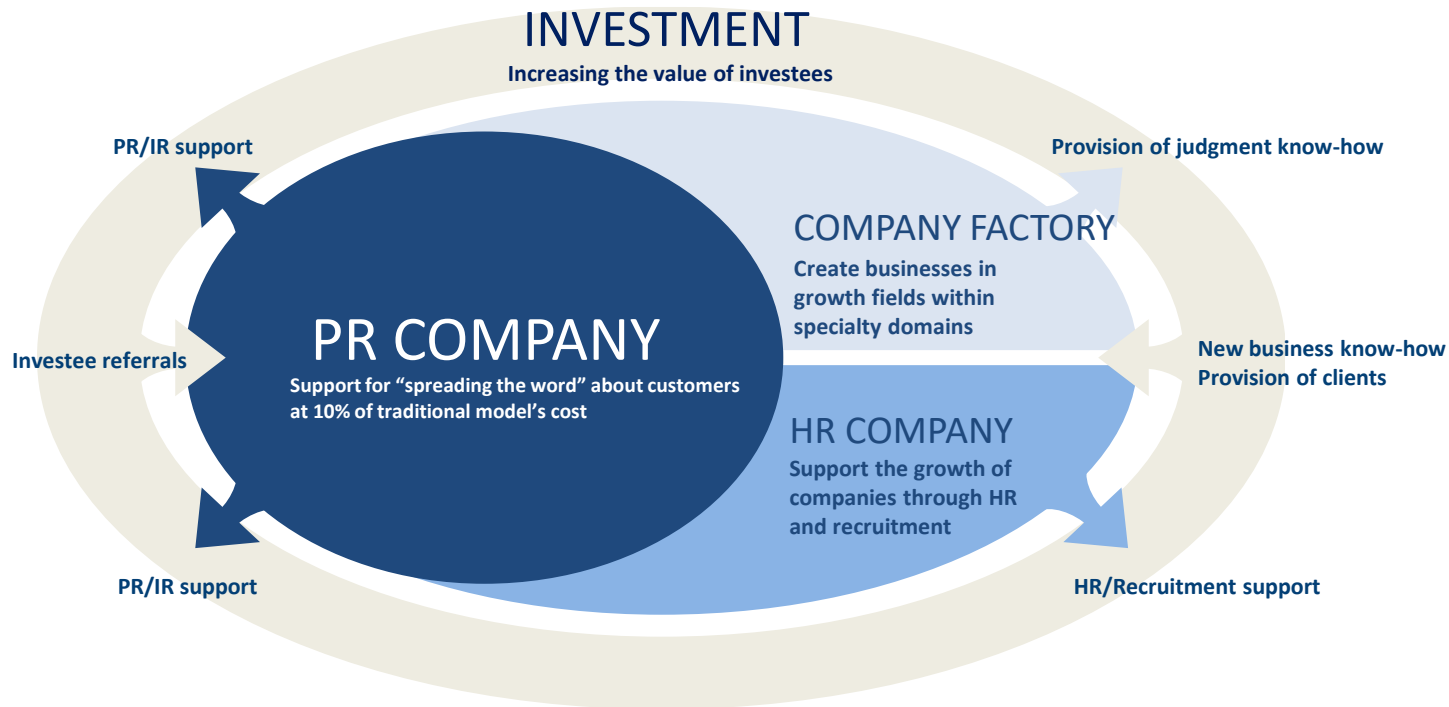 INVESTMENT
Increasing the value of investees
PR/IR support
Provision of judgment know-how
COMPANY FACTORY
Create businesses in
growth fields within
specialty domains
PR COMPANY
Support for “spreading the word” about customers
at 10% of traditional model’s cost
Investee referrals
New business know-how
Provision of clients
HR COMPANY
Support the growth of
companies through HR
and recruitment
PR/IR support
HR/Recruitment support